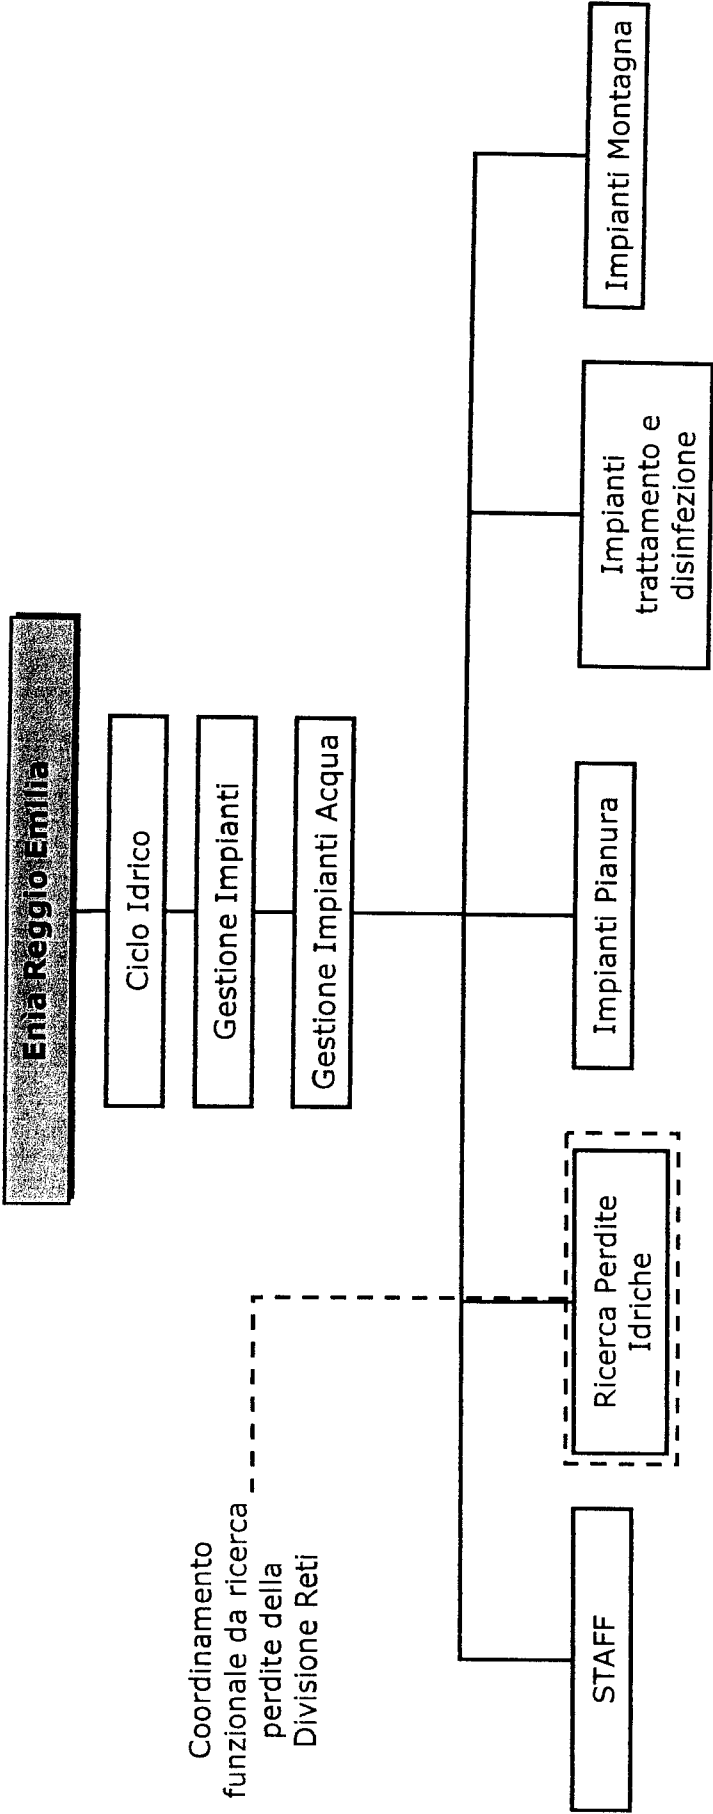 Enìa Reggio Emilia
Ciclo Idrico
Gestione Impianti
Gestione Impianti Acqua
Coordinamento
funzionale da ricerca
perdite della
Divisione Reti
STAFF
Ricerca Perdite
Idriche
Impianti Pianura
Impianti
trattamento e
disinfezione
Impianti Montagna